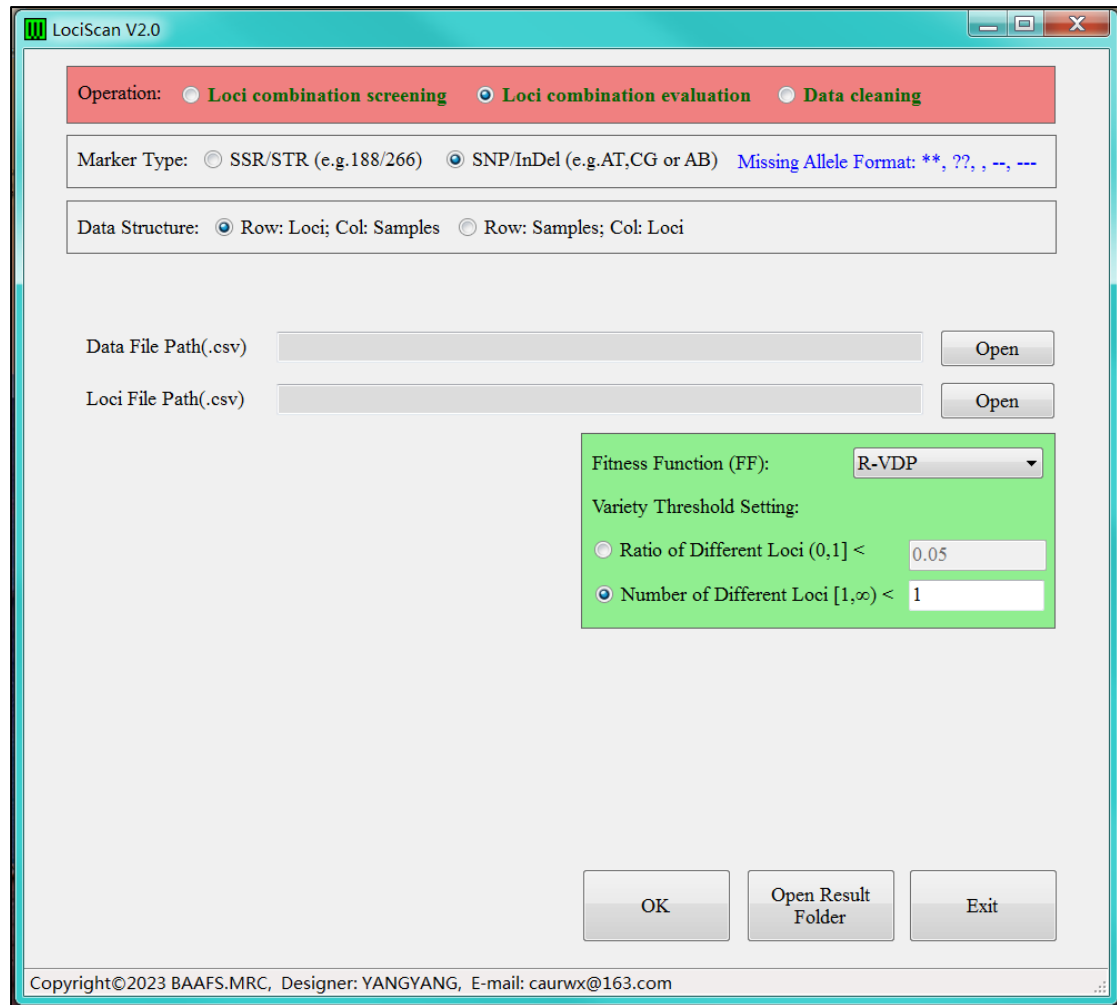 LociScan V2.0
Operation: Loci combination screening Loci combination evaluation Data cleaning
Marker Type: SSR/STR (e.g.188/266) SNP/InDel (e.g.AT,CG or AB) Missing Allele Format: **, ??, , --, ---
Data Structure: Row: Loci; Col: Samples Row: Samples; Col: Loci
Data File Path(.csv) Open
Loci File Path(.csv) Open
Fitness Function (FF): R-VDP
Variety Threshold Setting:
Ratio of Different Loci (0,1] < 0.05
Number of Different Loci [1,∞) < 1
OK Open Result Exit
Folder
Copyright©2023 BAAFS.MRC, Designer: YANGYANG, E-mail: caurwx@163.com